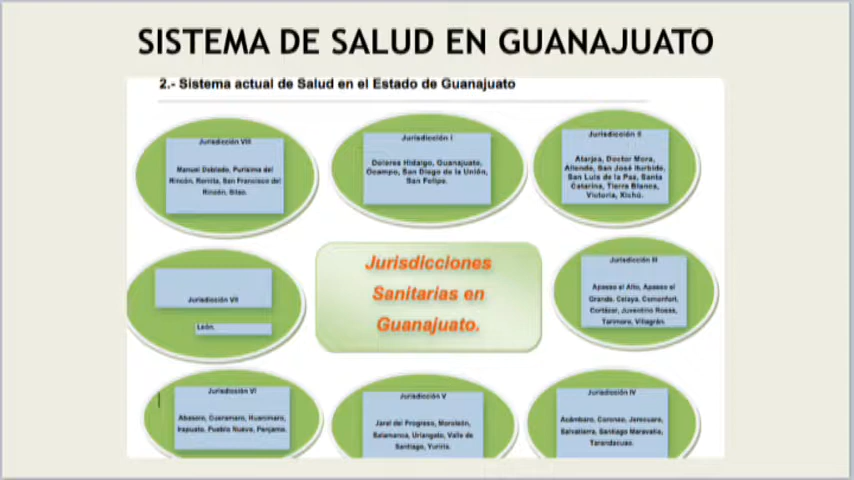 SISTEMA DE SALUD EN GUANAJUATO
2.- Sistema actual de Salud en el Estado de Guanajuato
Jurisdicción VIII
Manuel Doblado, Purísima del
Rincón, Romita, San Francisco del
Rincón, Silao.
Jurisdicción I
Dolores Hidalgo, Guanajuato,
Ocampo, San Diego de la Unión,
San Felipe.
Jurisdicción II
Atarjea, Doctor Mora,
Allende, San José Iturbide,
San Luis de la Paz, Santa
Catarina, Tierra Blanca,
Victoria, Xichú.
Jurisdicción VII
León.
Jurisdicciones
Sanitarias en
Guanajuato.
Jurisdicción III
Apaseo el Alto, Apaseo el
Grande, Celaya, Comonfort,
Cortázar, Juventino Rosas,
Tarimoro, Villagrán.
Jurisdicción VI
Abasolo, Cueramaro, Huanimaro,
Irapuato, Pueblo Nuevo, Penjamo.
Jurisdicción V
Jaral del Progreso, Moroleón,
Salamanca, Uriangato, Valle de
Santiago, Yuriria.
Jurisdicción IV
Acámbaro, Coroneo, Jerecuaro,
Salvatierra, Santiago Maravatío,
Tarandacuao.